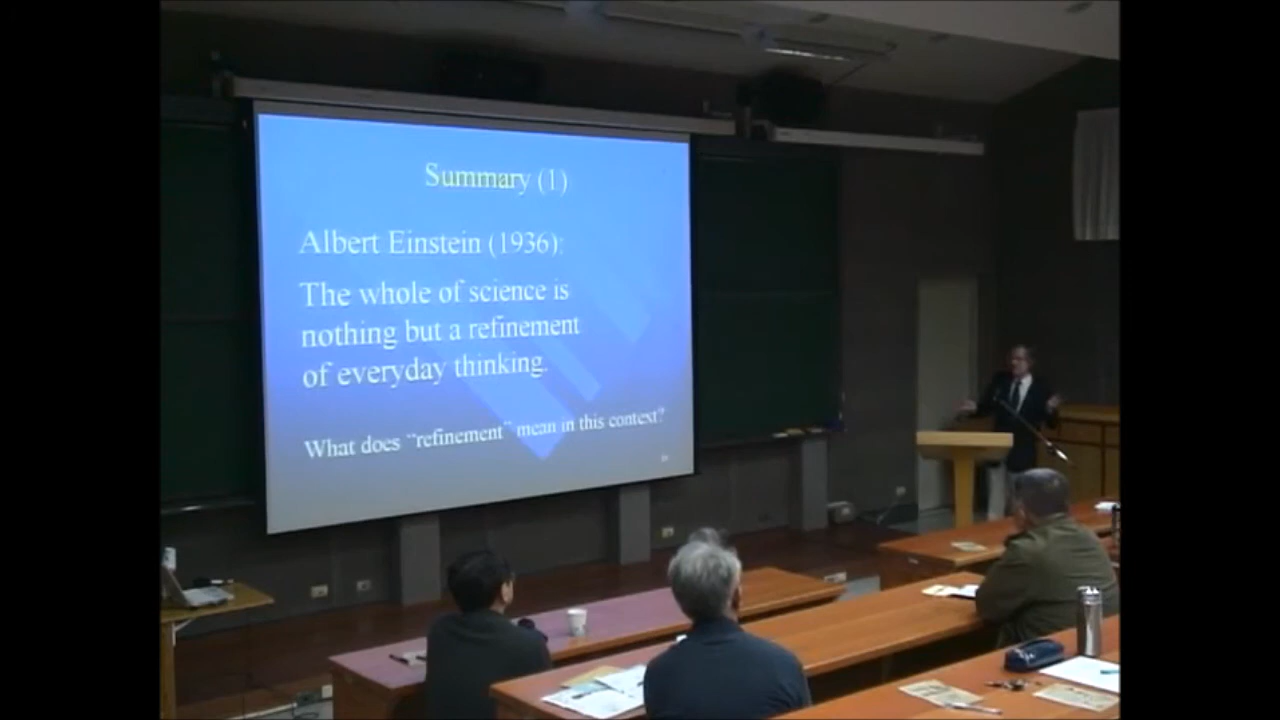 Summary (1)
Albert Einstein (1936):
The whole of science is
nothing but a refinement
of everyday thinking.
What does “refinement” mean in this context?